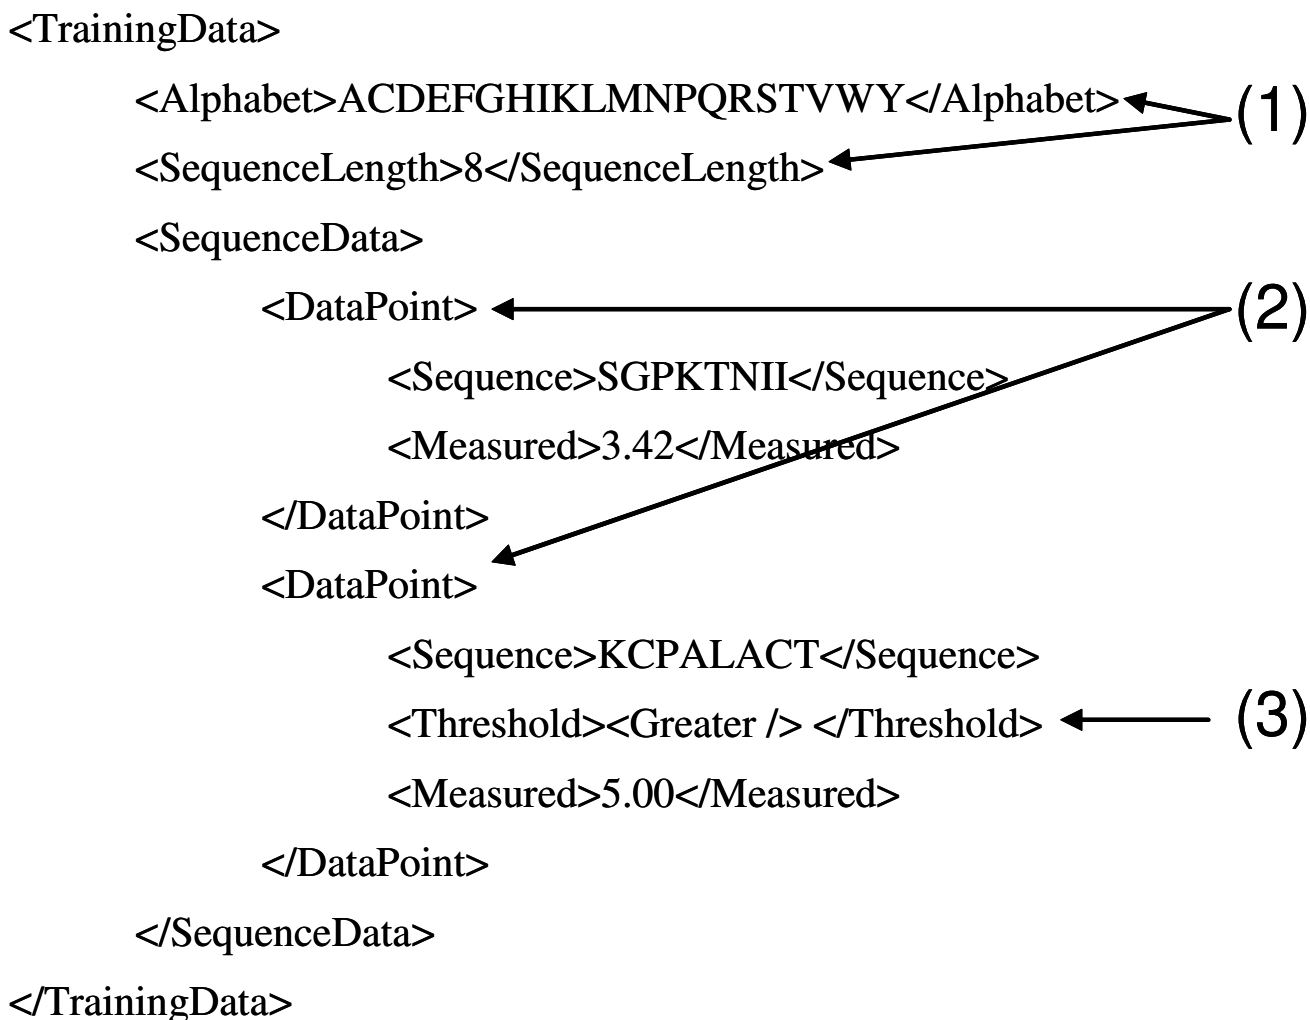 <TrainingData>
<Alphabet>ACDEFGHIKLMNPQRSTVWY</Alphabet> (1)
<SequenceLength>8</SequenceLength>
<SequenceData>
<DataPoint> (2)
<Sequence>SGPKTNII</Sequence>
<Measured>3.42</Measured>
</DataPoint>
<DataPoint>
<Sequence>KCPALACT</Sequence>
<Threshold><Greater /> </Threshold> (3)
<Measured>5.00</Measured>
</DataPoint>
</SequenceData>
</TrainingData>